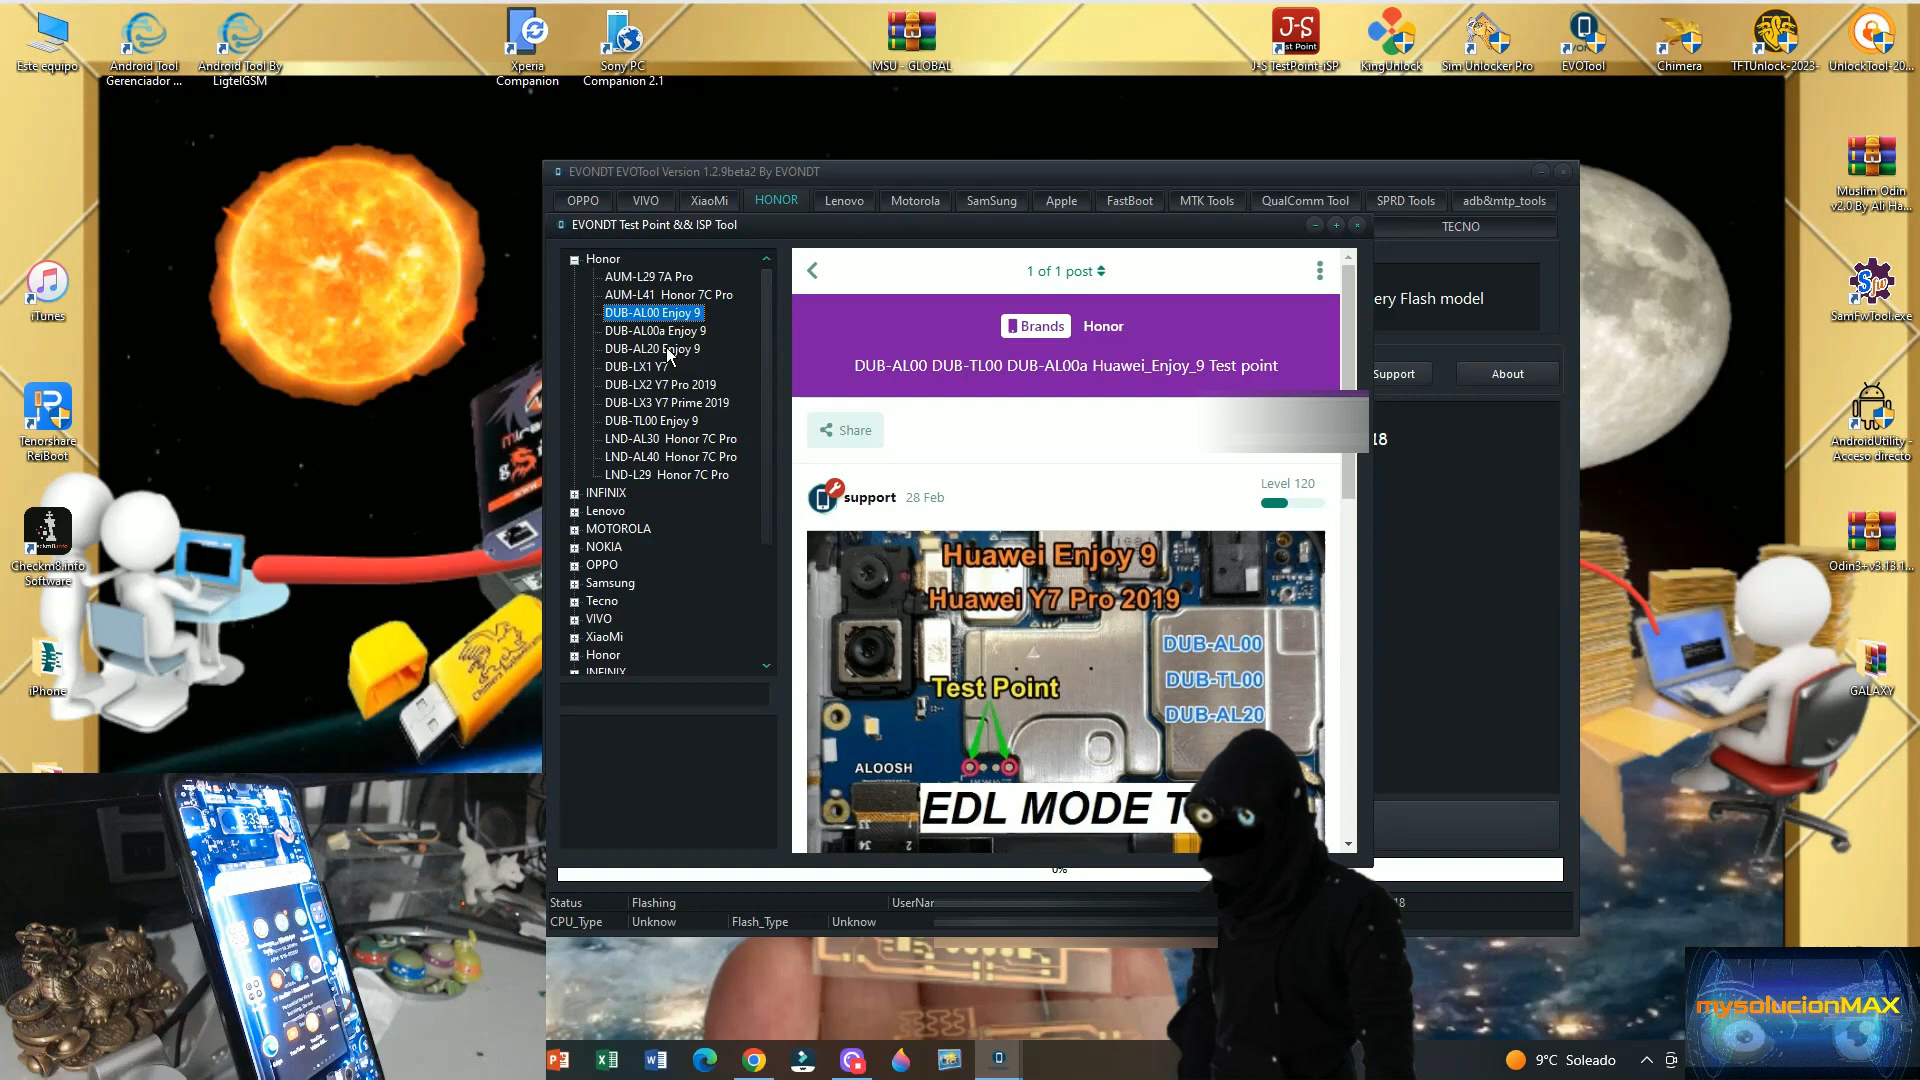 Este equipo
Android Tool
Gerenciador ...
Android Tool By
LigtelGSM
Xperia
Companion
Sony PC
Companion 2.1
MSU - GLOBAL
J-S
J-S TestPoint-iSP
KingUnlock
Sim Unlocker Pro
EVOTool
Chimera
TFTUnlock-2023-
UnlockTool-20...
EVONDT EVOTool Version 1.2.9beta2 By EVONDT
OPPO
VIVO
XiaoMi
HONOR
Lenovo
Motorola
SamSung
Apple
FastBoot
MTK Tools
QualComm Tool
SPRD Tools
adb&mtp_tools
EVONDT Test Point && ISP Tool
TECNO
Honor
AUM-L29 7A Pro
AUM-L41 Honor 7C Pro
DUB-AL00 Enjoy 9
DUB-AL00a Enjoy 9
DUB-AL20 Enjoy 9
DUB-LX1 Y7
DUB-LX2 Y7 Pro 2019
DUB-LX3 Y7 Prime 2019
DUB-TL00 Enjoy 9
LND-AL30 Honor 7C Pro
LND-AL40 Honor 7C Pro
LND-L29 Honor 7C Pro
INFINIX
Lenovo
MOTOROLA
NOKIA
OPPO
Samsung
Tecno
VIVO
XiaoMi
Honor
INFINIX
1 of 1 post
Brands Honor
DUB-AL00 DUB-TL00 DUB-AL00a Huawei_Enjoy_9 Test point
Share
support 28 Feb
Level 120
Huawei Enjoy 9
Huawei Y7 Pro 2019
DUB-AL00
DUB-TL00
DUB-AL20
Test Point
ALOOSH
EDL MODE T
ery Flash model
Support
About
18
0%
Status
Flashing
UserNar
18
CPU_Type
Unknow
Flash_Type
Unknow
iTunes
Tenorshare
ReiBoot
Checkm8.info
Software
iPhone
Muslim Odin
v2.0 By Ali Ha...
SamFwTool.exe
AndroidUtility -
Acceso directo
Odin3+v3.13.1...
GALAXY
mysolucionMAX
9°C Soleado